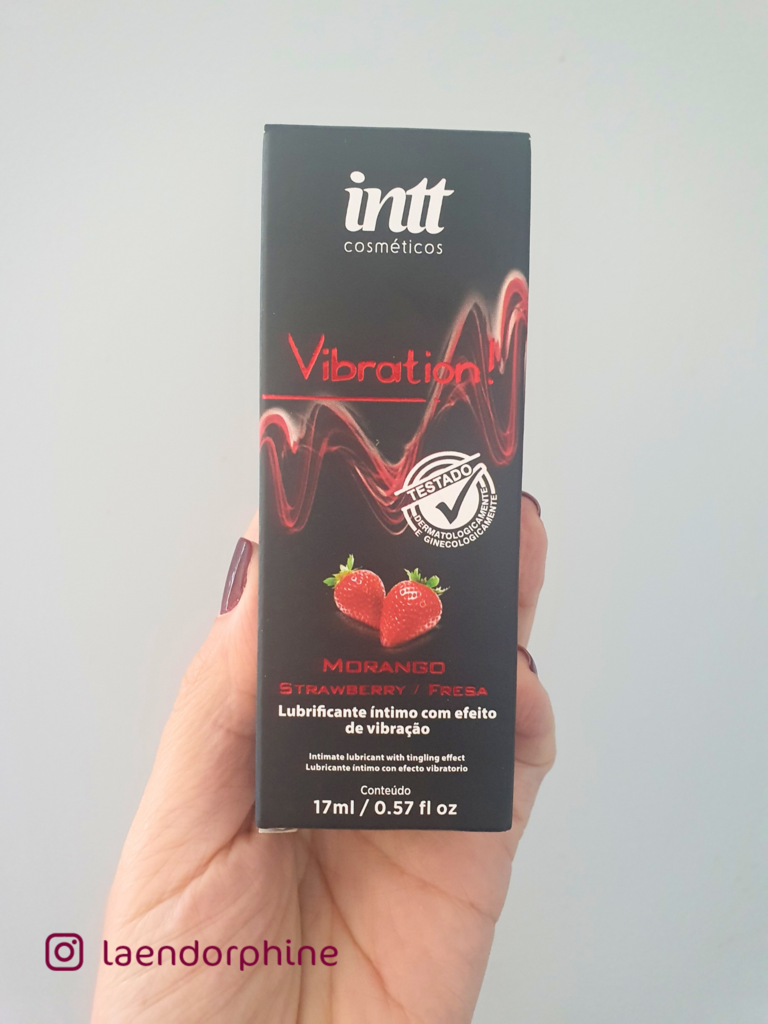 intt
cosméticos
Vibration!
TESTADO
DERMATOLOGICAMENTE
E GINECOLOGICAMENTE
MORANGO
STRAWBERRY / FRESA
Lubrificante íntimo com efeito
de vibração
Intimate lubricant with tingling effect
Lubricante íntimo con efecto vibratorio
Conteúdo
17ml / 0.57 fl oz
laendorphine